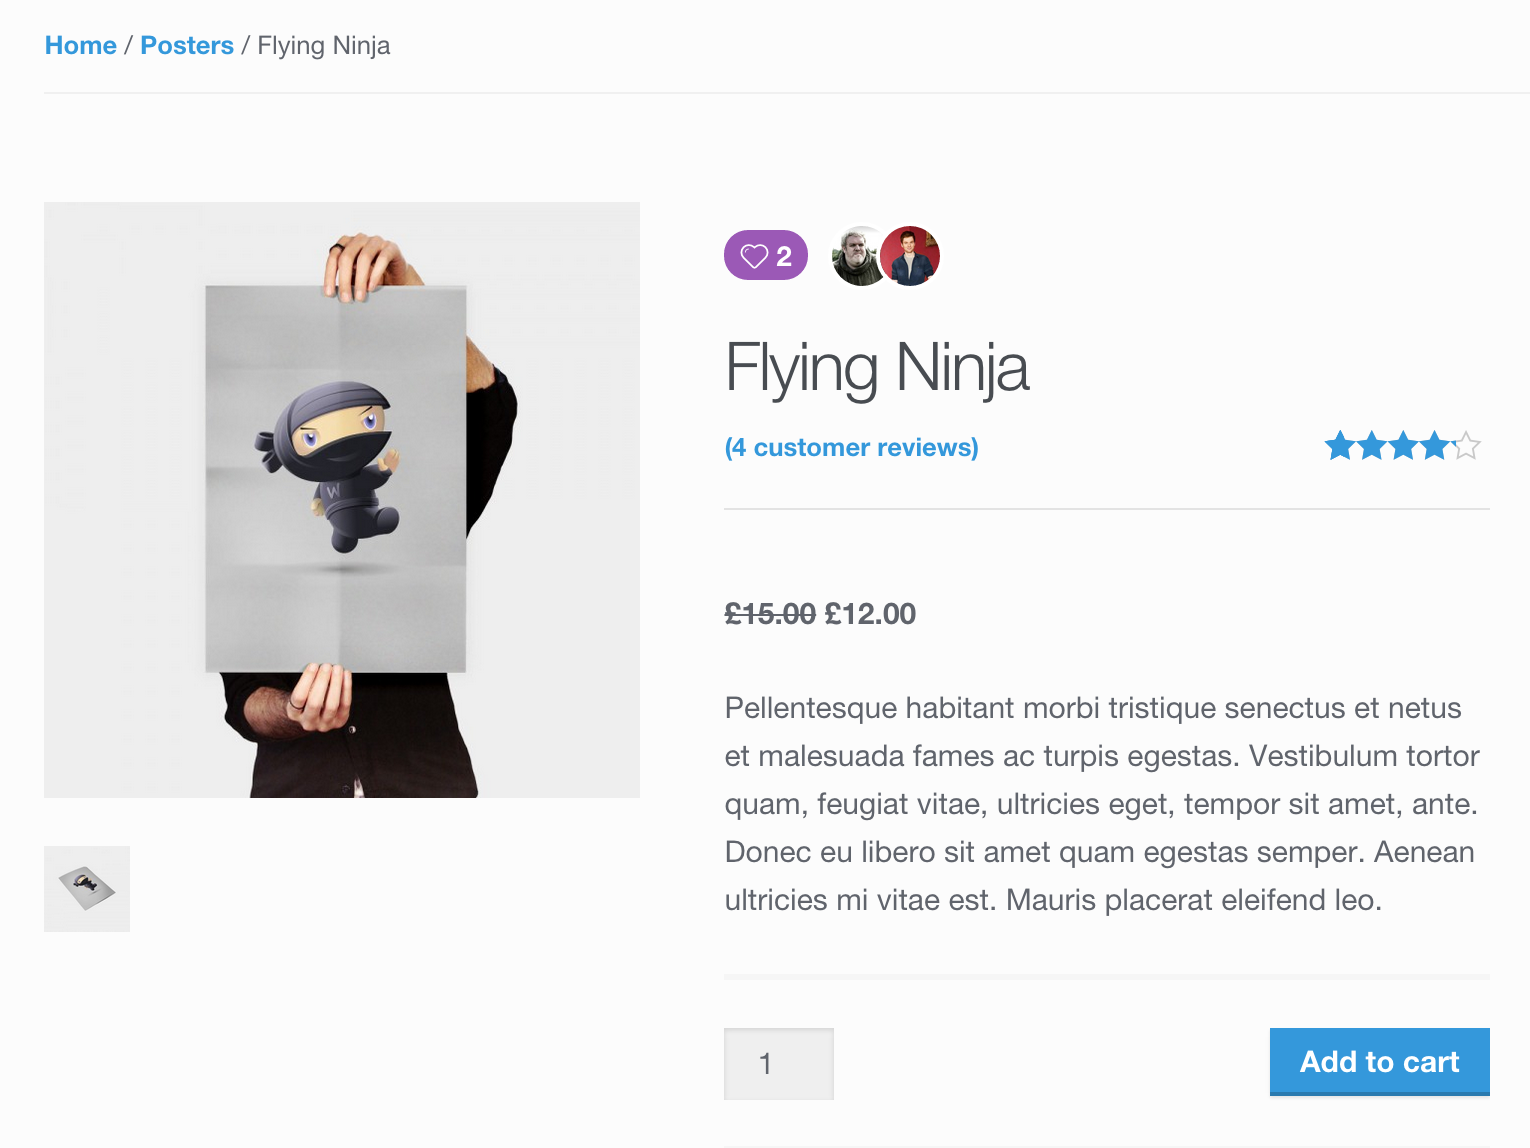 Home / Posters / Flying Ninja
2
Flying Ninja
(4 customer reviews)
W
£15.00 £12.00
Pellentesque habitant morbi tristique senectus et netus
et malesuada fames ac turpis egestas. Vestibulum tortor
quam, feugiat vitae, ultricies eget, tempor sit amet, ante.
Donec eu libero sit amet quam egestas semper. Aenean
ultricies mi vitae est. Mauris placerat eleifend leo.
1
Add to cart